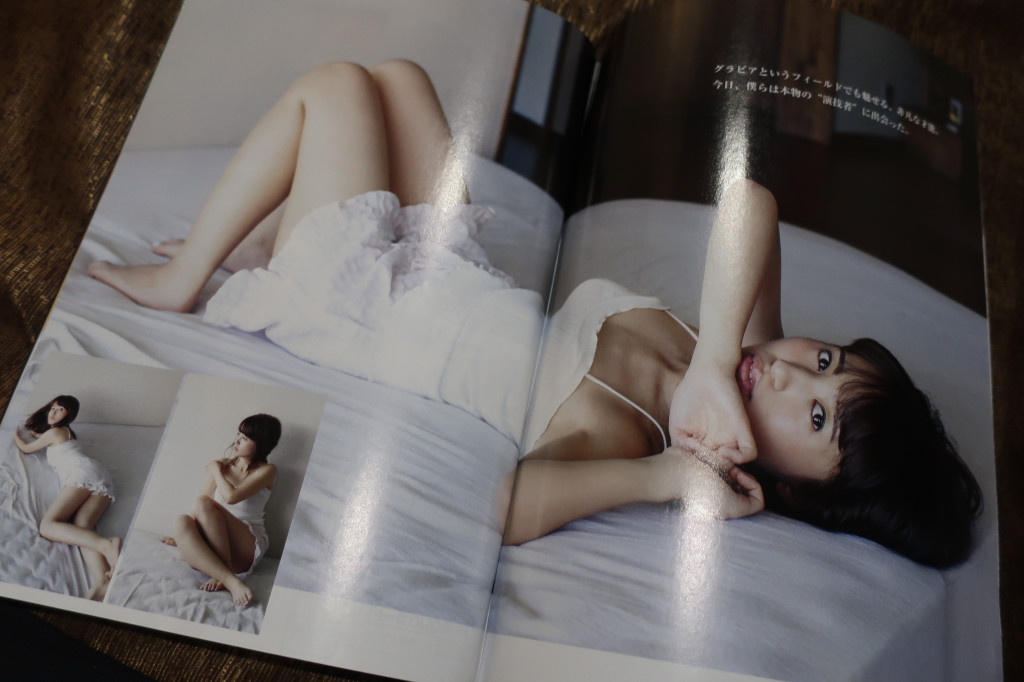 グラビアというフィールドでも魅せる、非凡な才能。
今日、僕らは本物の“演技者”に出会った。